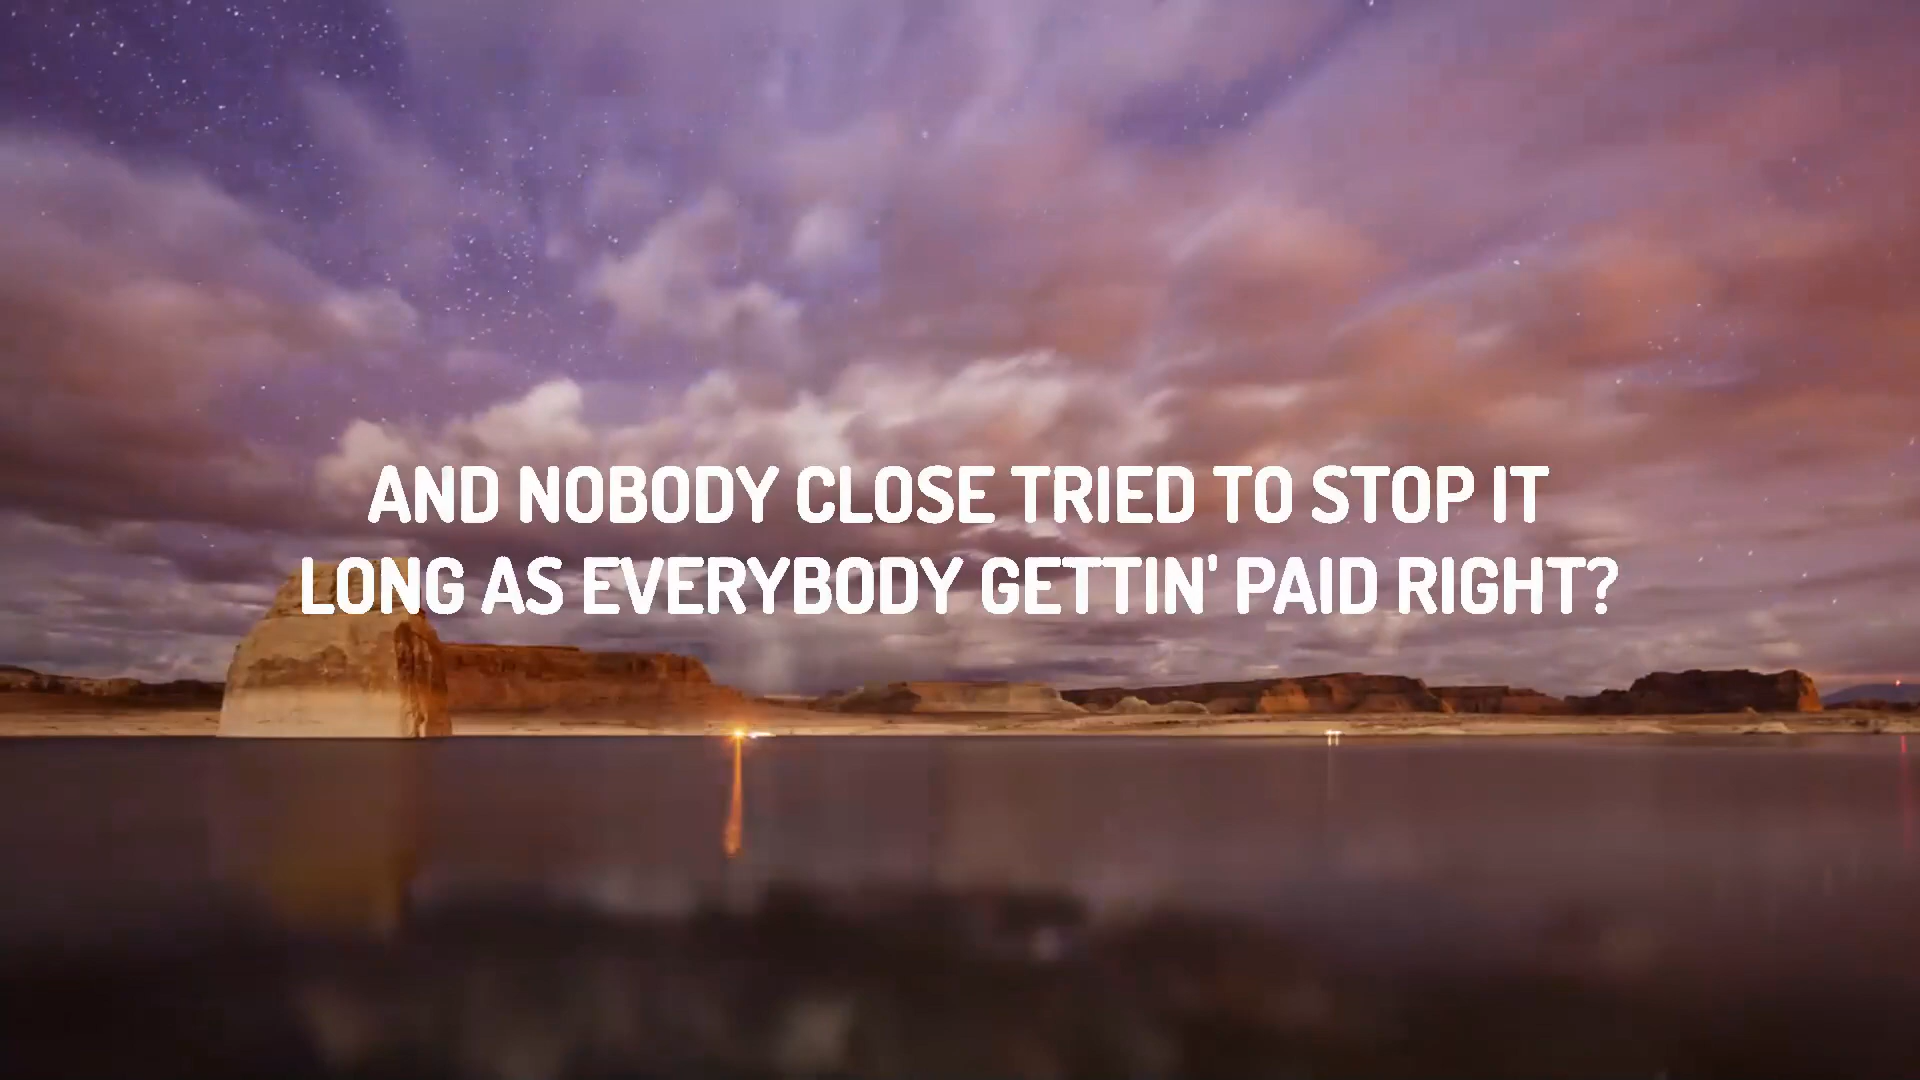 AND NOBODY CLOSE TRIED TO STOP IT
LONG AS EVERYBODY GETTIN' PAID RIGHT?